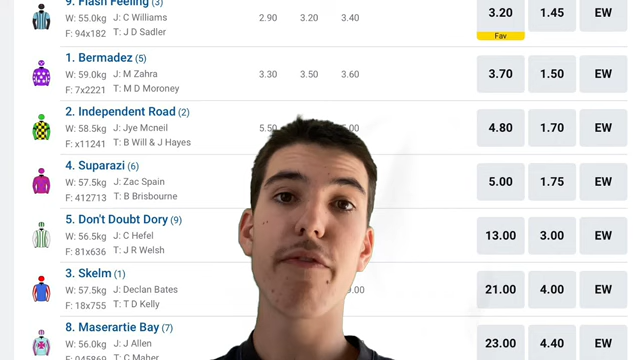 9. Flash Feeling (3)
W: 55.0kg J: C Williams 2.90 3.20 3.40 3.20 1.45 EW
F: 94x182 T: J D Sadler Fav
1. Bermadez (5)
W: 59.0kg J: M Zahra 3.30 3.50 3.60 3.70 1.50 EW
F: 7x2221 T: M D Moroney
2. Independent Road (2)
W: 58.5kg J: Jye Mcneil 5.50 4.80 1.70 EW
F: x11241 T: B Will & J Hayes
4. Suparazi (6)
W: 57.5kg J: Zac Spain 5.00 1.75 EW
F: 412713 T: B Brisbourne
5. Don't Doubt Dory (9)
W: 56.5kg J: C Hefel 13.00 3.00 EW
F: 81x636 T: J R Welsh
3. Skelm (1)
W: 57.5kg J: Declan Bates 21.00 4.00 EW
F: 18x755 T: T D Kelly
8. Maserartie Bay (7)
W: 56.0kg J: J Allen 23.00 4.40 EW
F: 045869 T: C Maher